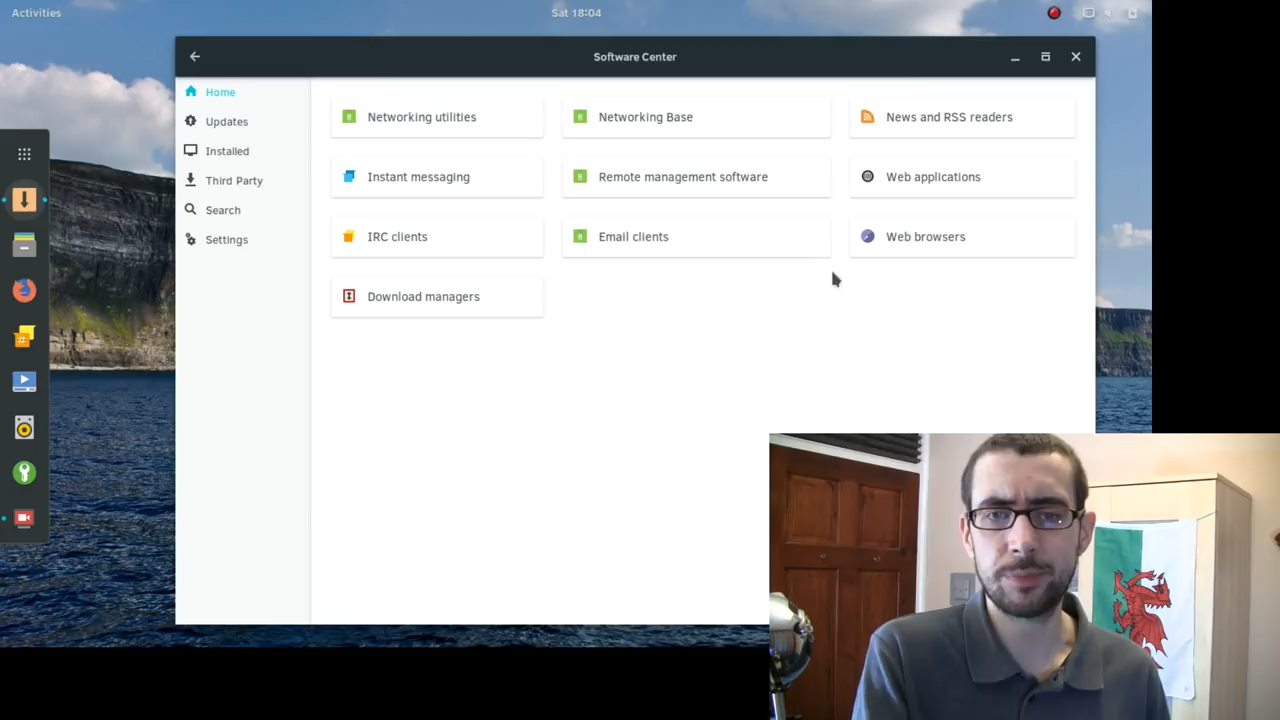 Activities
Sat 18:04
Software Center
Home
Updates
Installed
Third Party
Search
Settings
Networking utilities
Networking Base
News and RSS readers
Instant messaging
Remote management software
Web applications
IRC clients
Email clients
Web browsers
Download managers